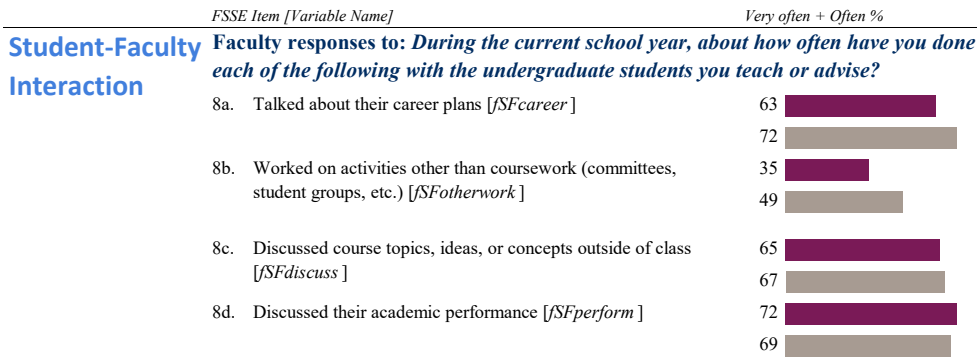 FSSE Item [Variable Name] Very often + Often %
Student-Faculty Interaction
Faculty responses to: During the current school year, about how often have you done
each of the following with the undergraduate students you teach or advise?
8a. Talked about their career plans [fSFcareer ] 63
72
8b. Worked on activities other than coursework (committees, 35
student groups, etc.) [fSFotherwork ] 49
8c. Discussed course topics, ideas, or concepts outside of class 65
[fSFdiscuss ] 67
8d. Discussed their academic performance [fSFperform ] 72
69